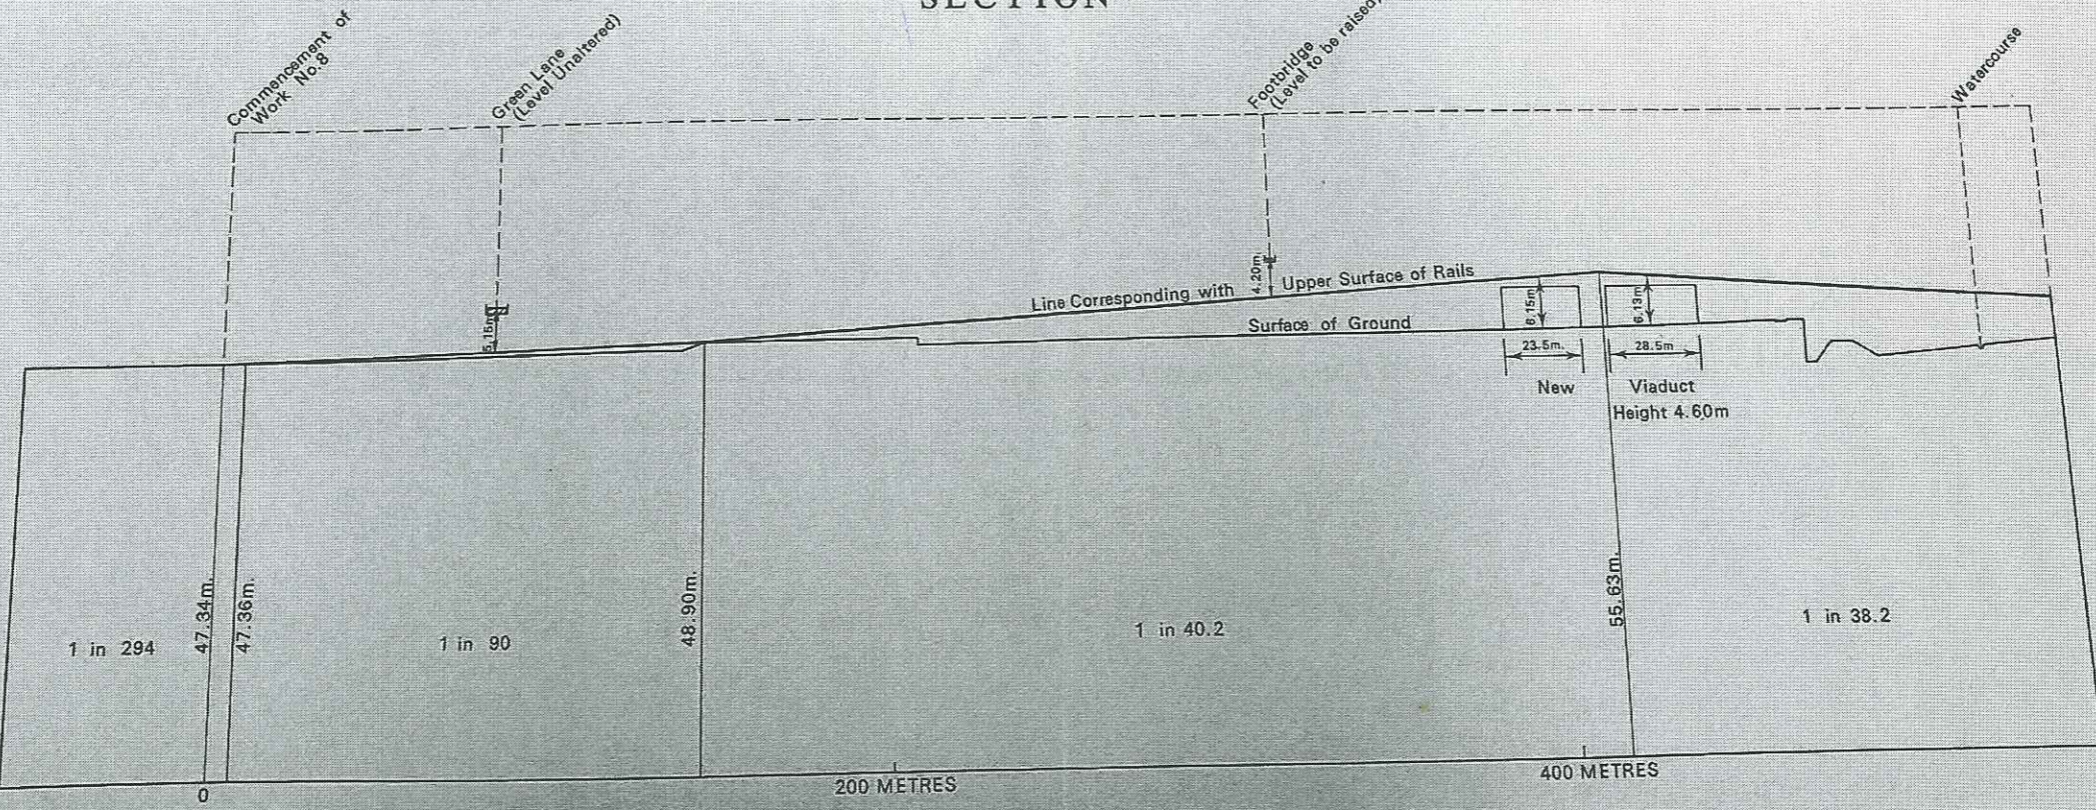 SECTION
Commencement of
Work No.8
Green Lane
(Level Unaltered)
Footbridge
(Level to be raised)
Watercourse
5.15m
4.20m
Line Corresponding with Upper Surface of Rails
Surface of Ground
6.15m
6.13m
23.5m.
28.5m
New Viaduct
Height 4.60m
47.34m.
47.36m.
48.90m.
55.63m.
1 in 294
1 in 90
1 in 40.2
1 in 38.2
0
200 METRES
400 METRES